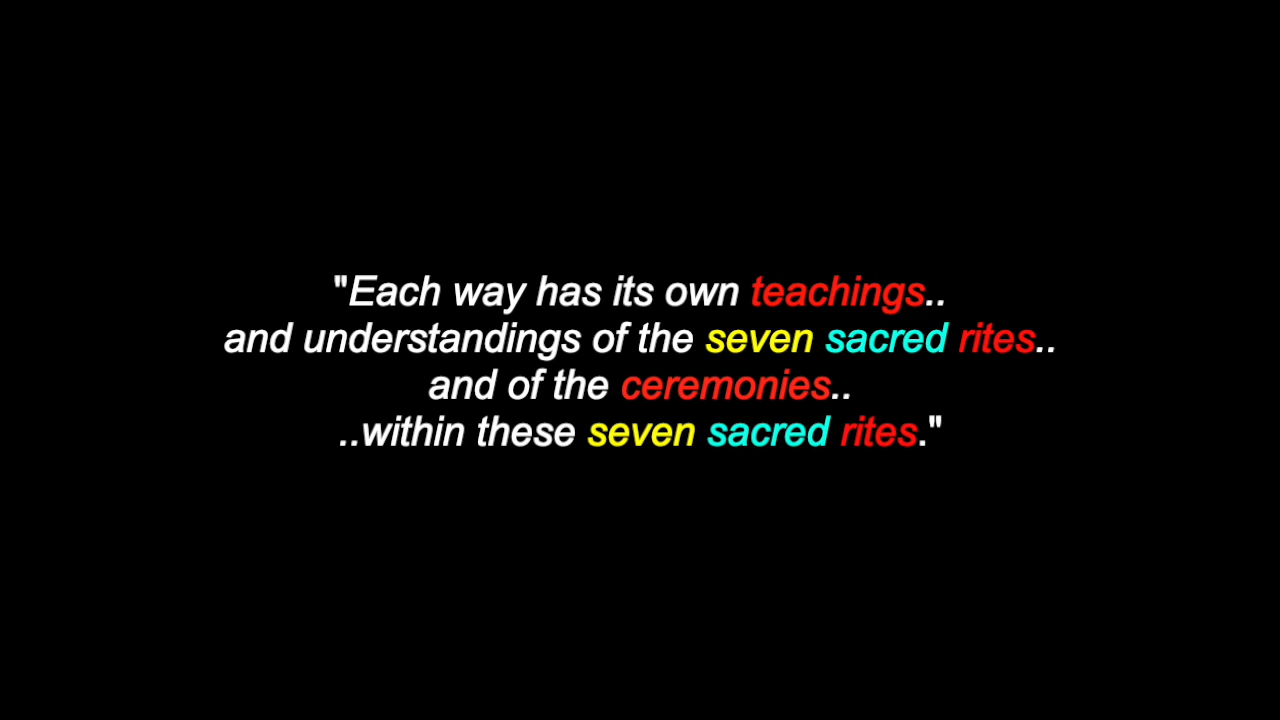 "Each way has its own teachings..
and understandings of the seven sacred rites..
and of the ceremonies..
..within these seven sacred rites."